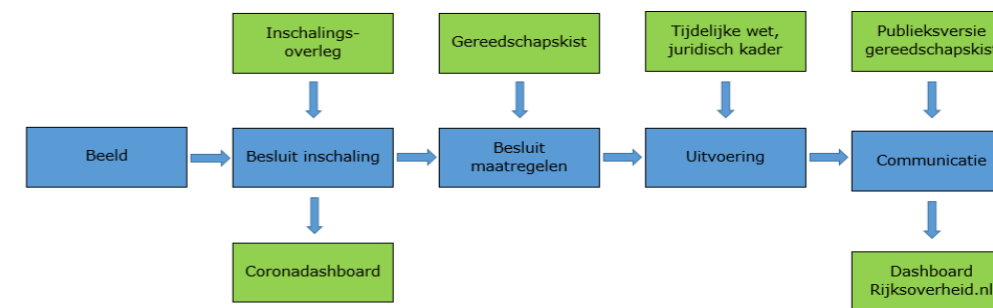 Inschalings-
overleg
Gereedschapskist
Tijdelijke wet,
juridisch kader
Publieksversie
gereedschapskist
Beeld
Besluit inschaling
Besluit
maatregelen
Uitvoering
Communicatie
Coronadashboard
Dashboard
Rijksoverheid.nl